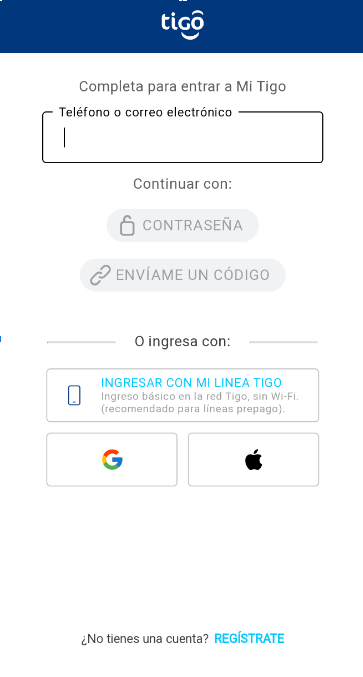 tigo
Completa para entrar a Mi Tigo
Teléfono o correo electrónico
Continuar con:
CONTRASEÑA
ENVÍAME UN CÓDIGO
O ingresa con:
INGRESAR CON MI LINEA TIGO
Ingreso básico en la red Tigo, sin Wi-Fi.
(recomendado para líneas prepago).
¿No tienes una cuenta? REGÍSTRATE